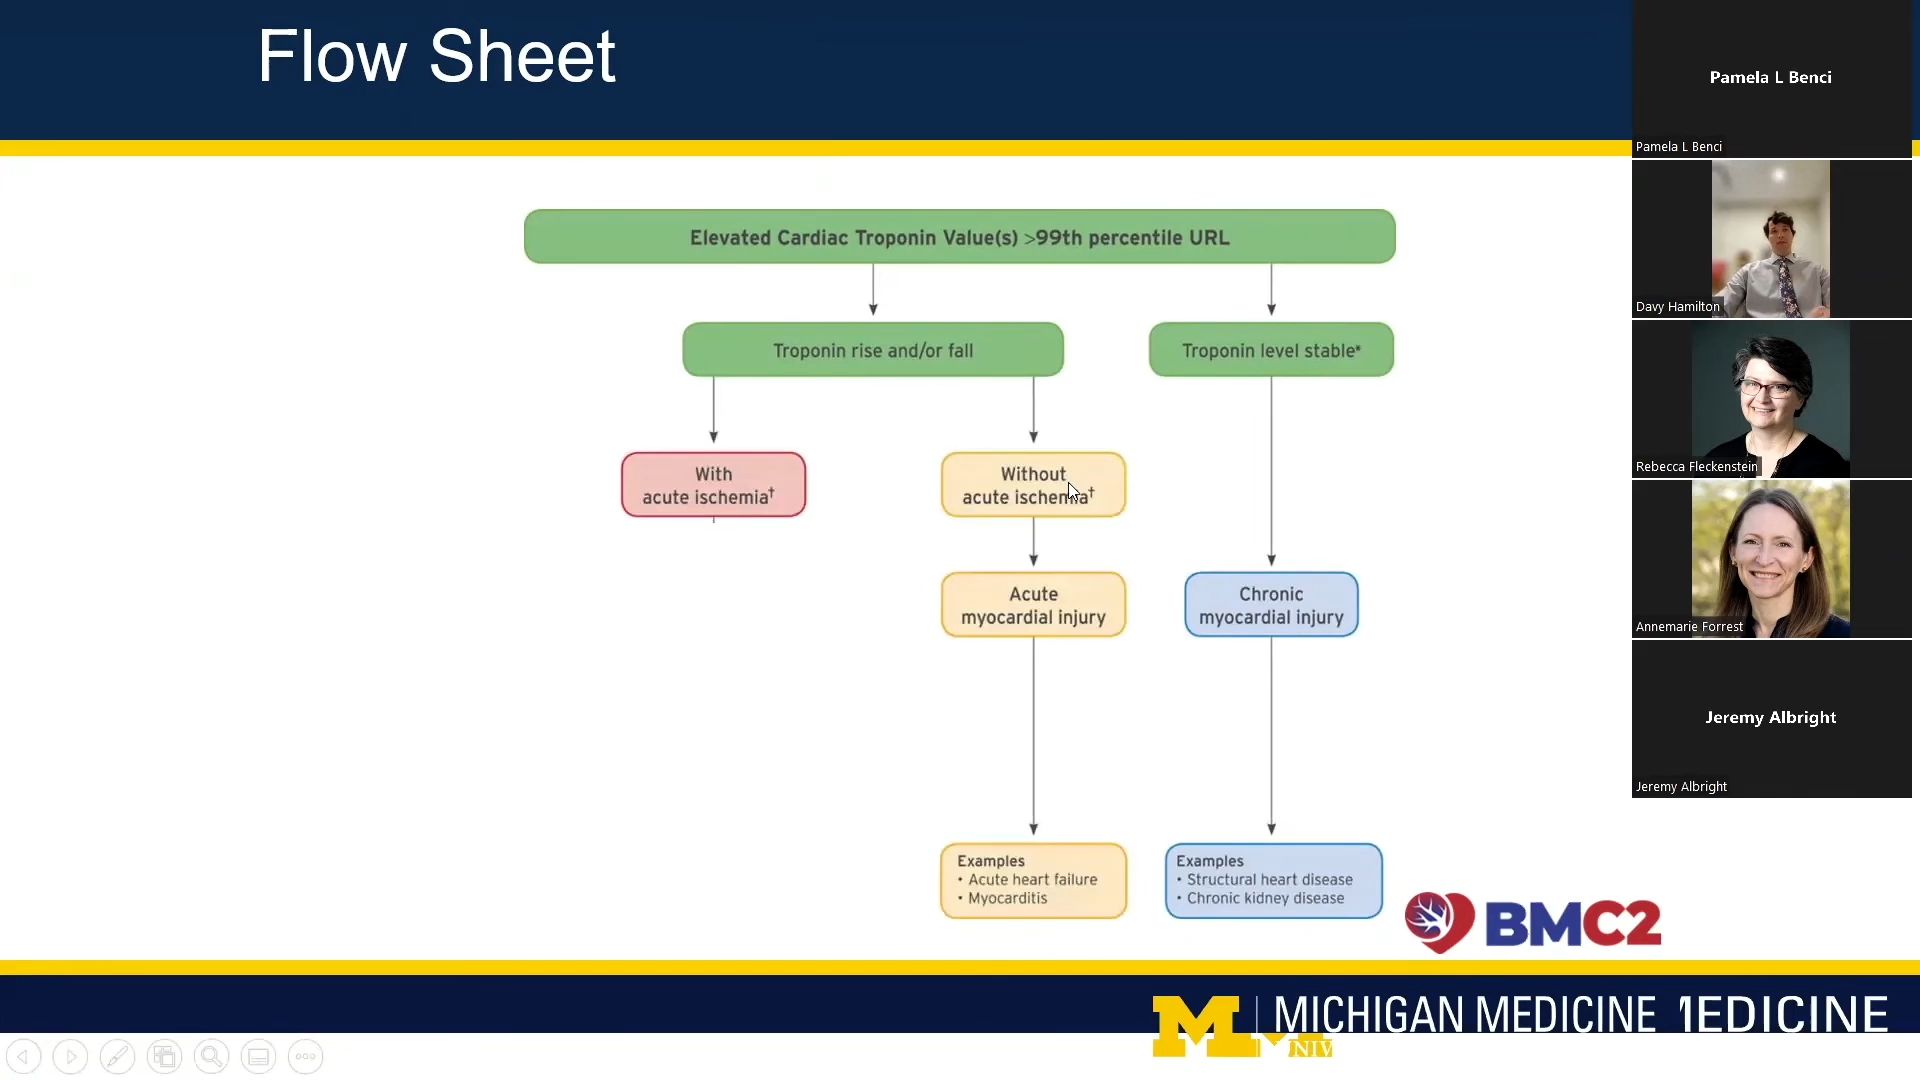 Flow Sheet
Elevated Cardiac Troponin Value(s) >99th percentile URL
Troponin rise and/or fall
Troponin level stable*
With
acute ischemia†
Without
acute ischemia†
Acute
myocardial injury
Chronic
myocardial injury
Examples
• Acute heart failure
• Myocarditis
Examples
• Structural heart disease
• Chronic kidney disease
BMC2
M | MICHIGAN MEDICINE
EDICINE
UNIV
Pamela L Benci
Pamela L Benci
Davy Hamilton
Rebecca Fleckenstein
Annemarie Forrest
Jeremy Albright
Jeremy Albright